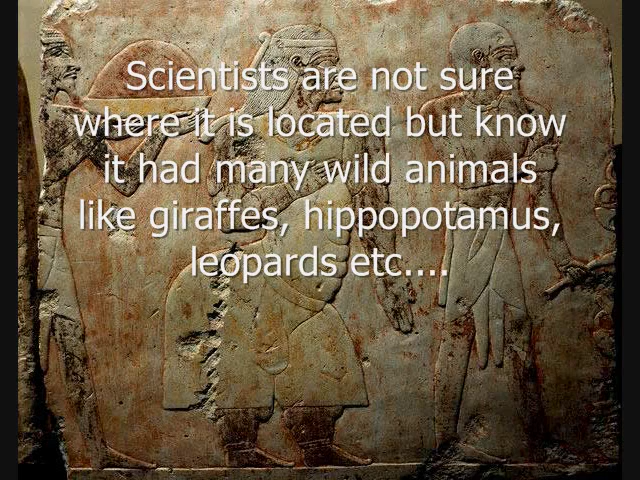 Scientists are not sure
where it is located but know
it had many wild animals
like giraffes, hippopotamus,
leopards etc....